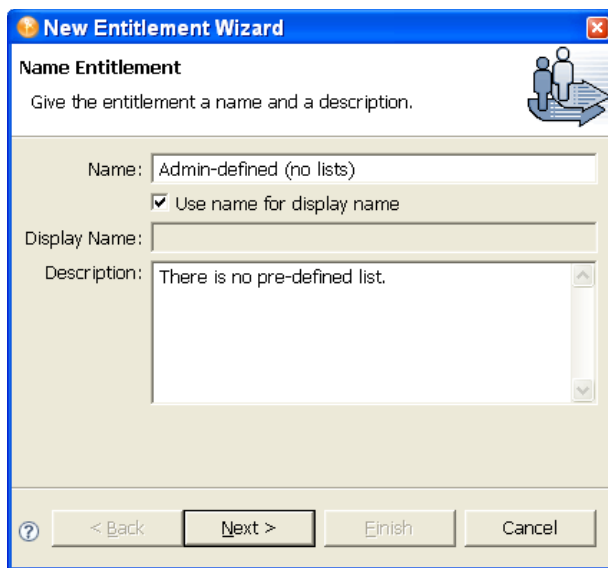 New Entitlement Wizard
Name Entitlement
Give the entitlement a name and a description.
Name: Admin-defined (no lists)
Use name for display name
Display Name:
Description: There is no pre-defined list.
? < Back Next > Finish Cancel